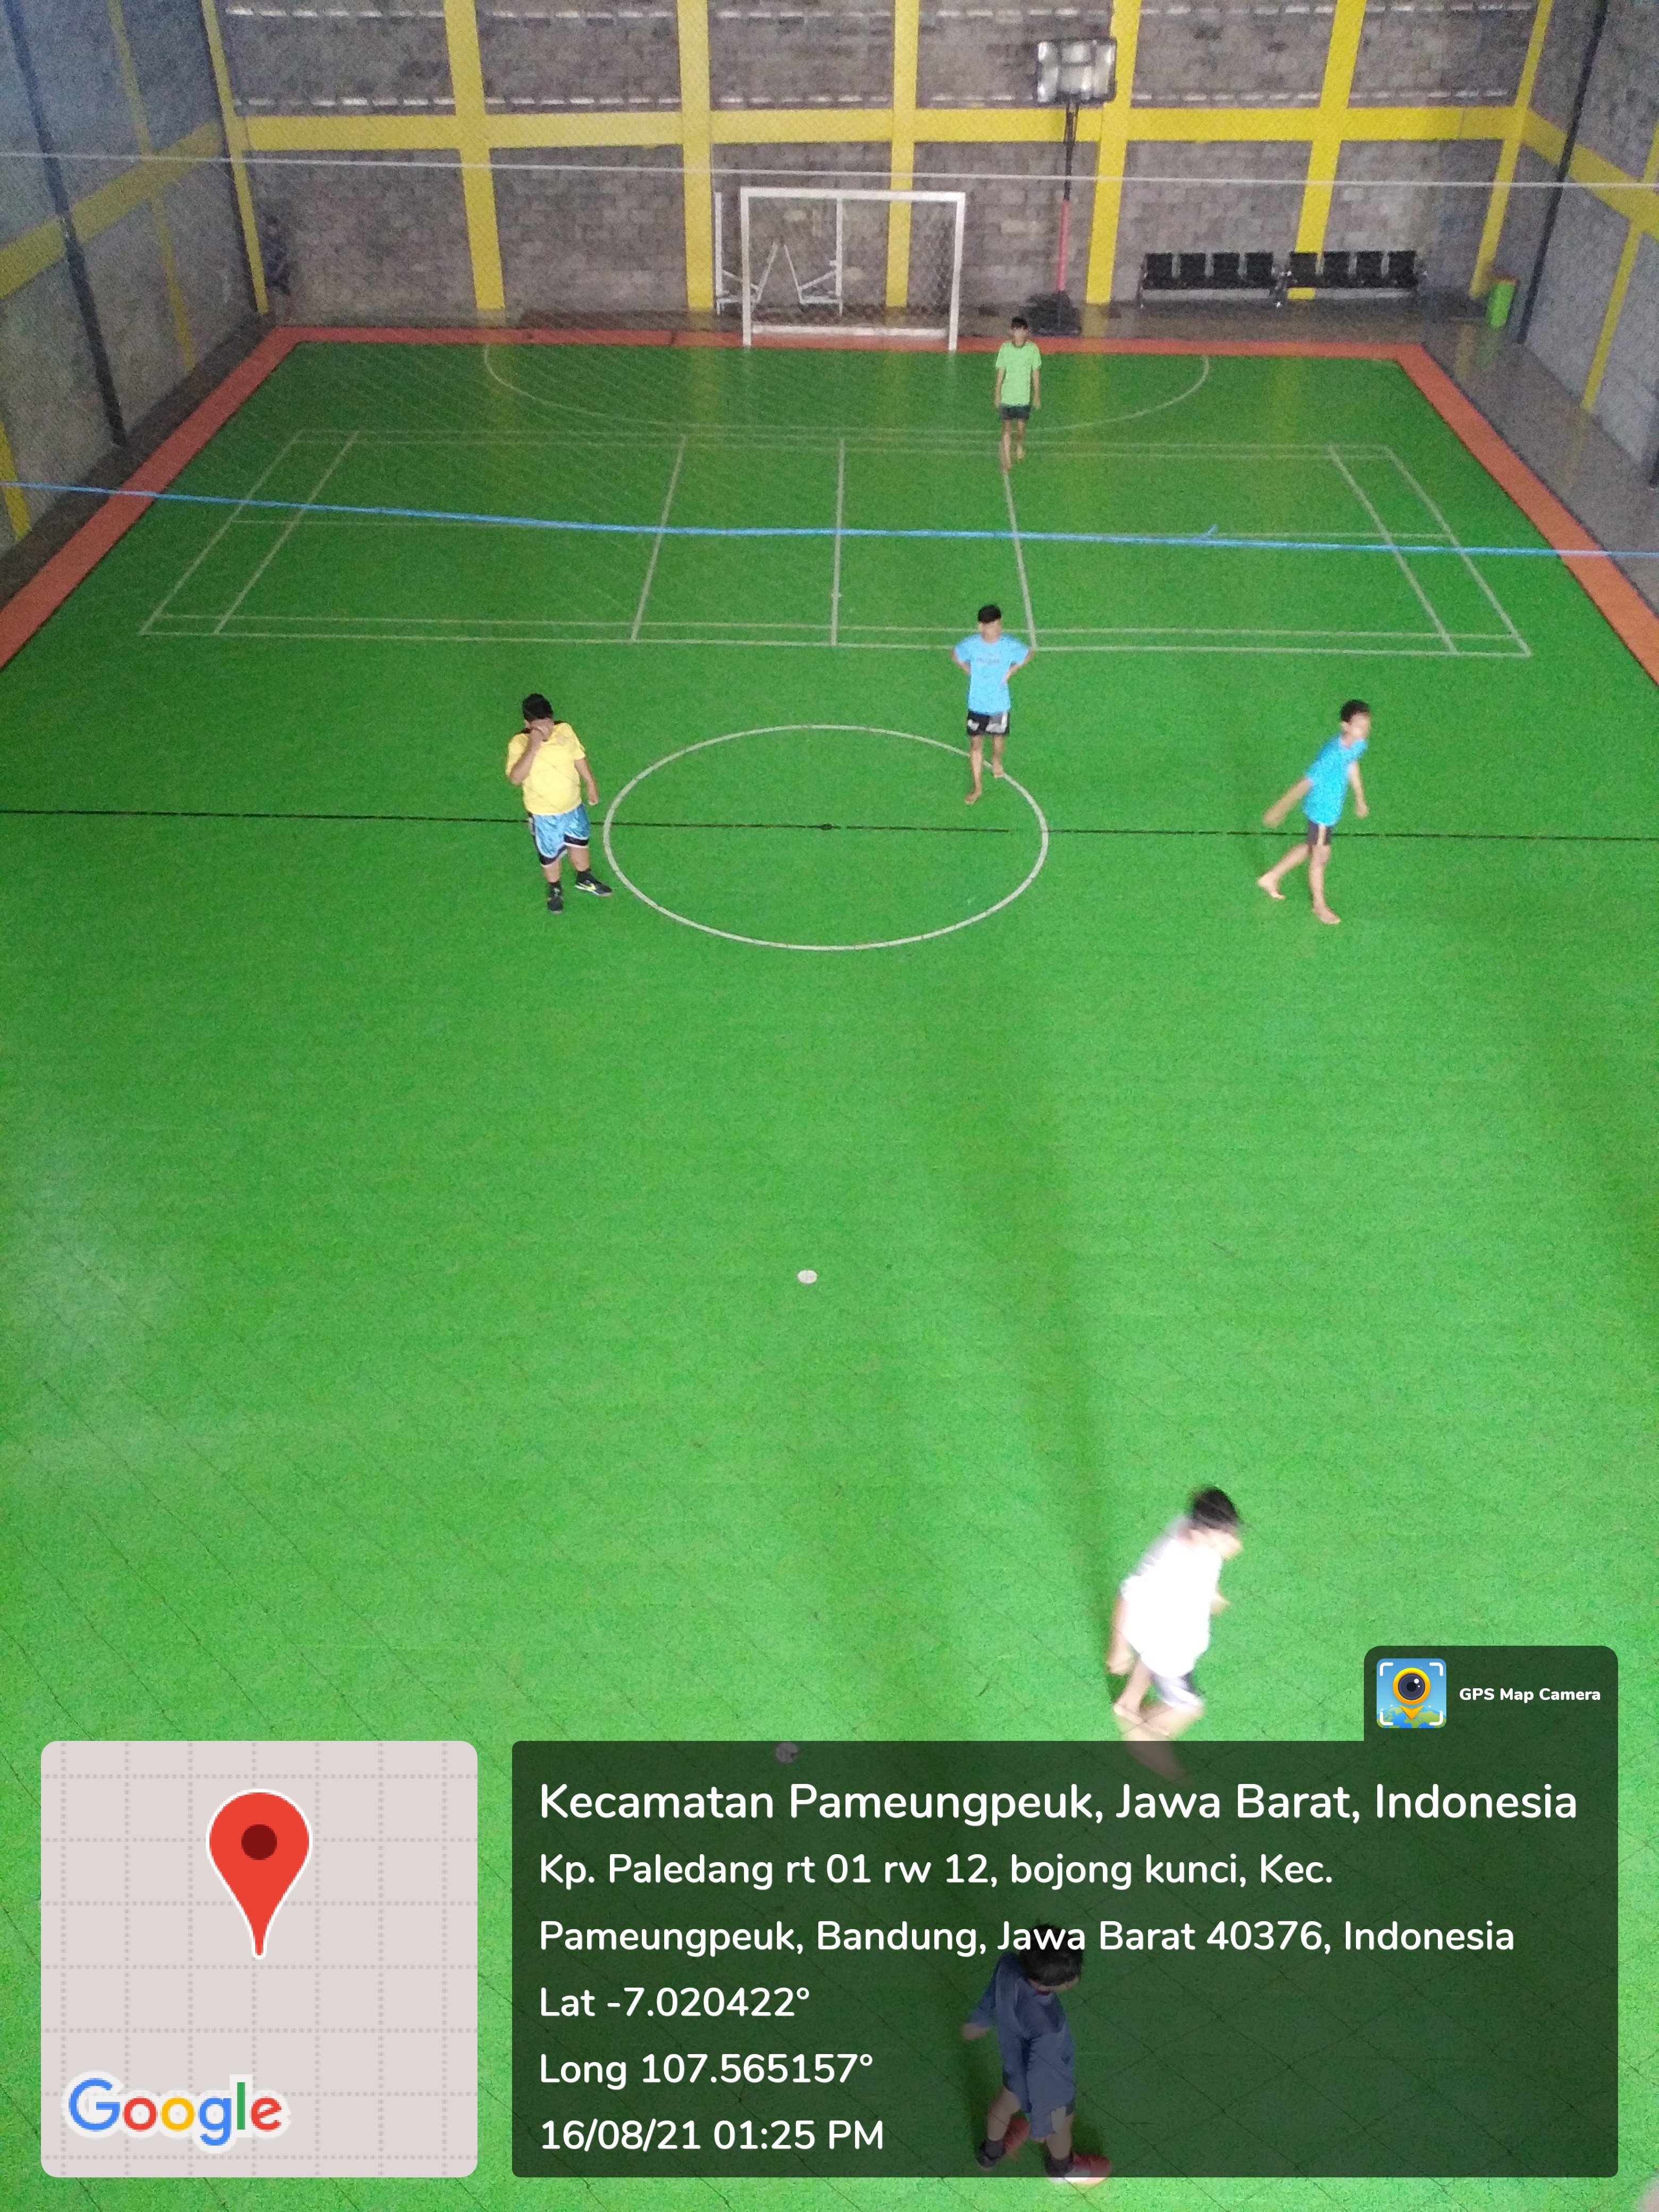 GPS Map Camera
Kecamatan Pameungpeuk, Jawa Barat, Indonesia
Kp. Paledang rt 01 rw 12, bojong kunci, Kec.
Pameungpeuk, Bandung, Jawa Barat 40376, Indonesia
Lat -7.020422°
Long 107.565157°
16/08/21 01:25 PM
Google